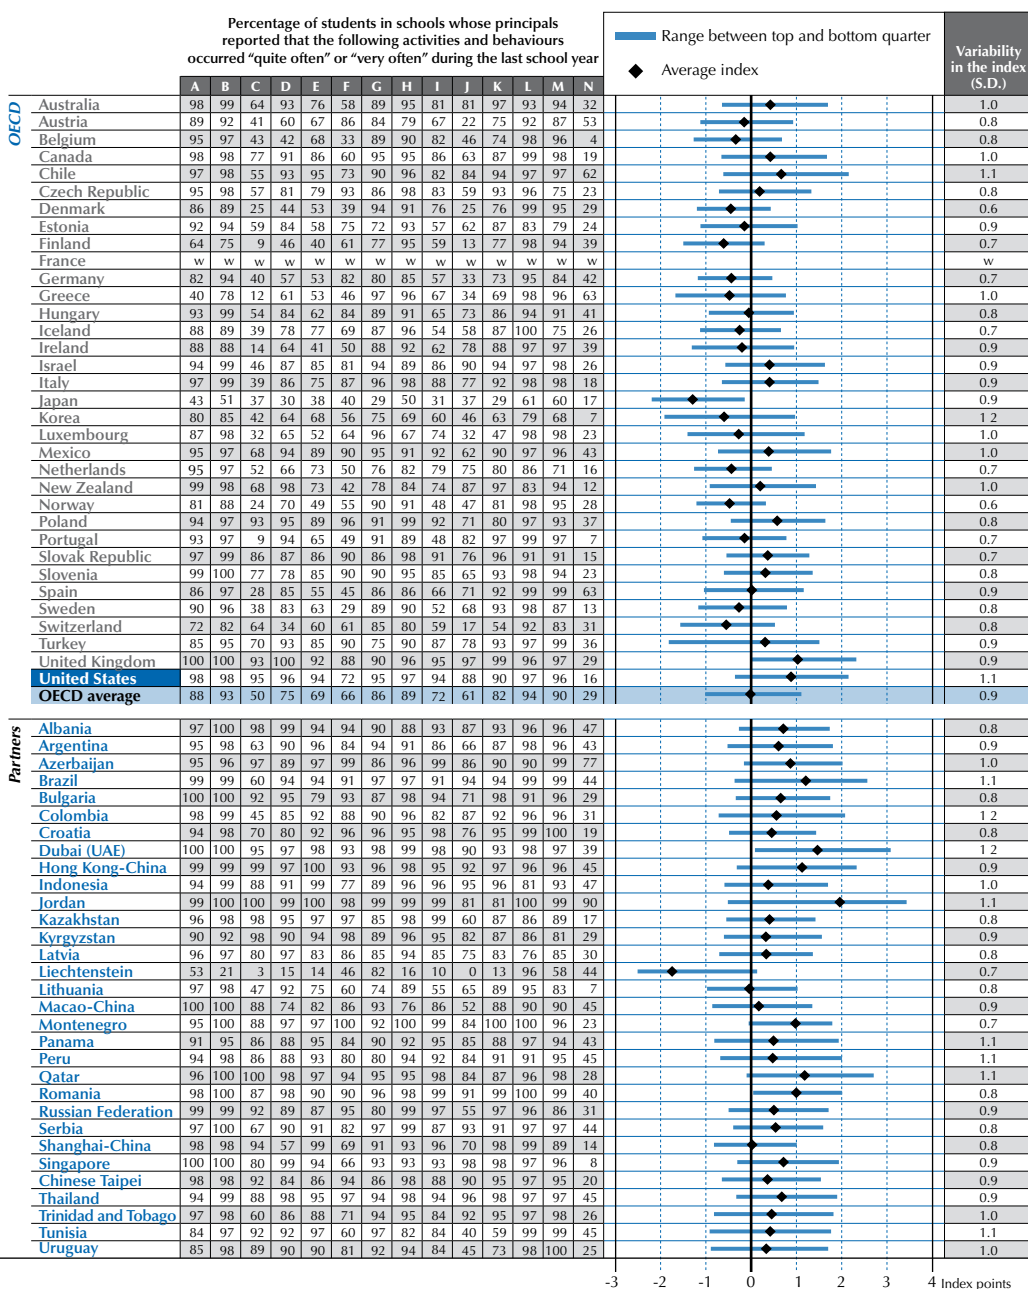 Percentage of students in schools whose principals
reported that the following activities and behaviours
occurred “quite often” or “very often” during the last school year
Range between top and bottom quarter
Average index
Variability
in the index
(S.D.)
A B C D E F G H I J K L M N
OECD
Australia 98 99 64 93 76 58 89 95 81 81 97 93 94 32 1.0
Austria 89 92 41 60 67 86 84 79 67 22 75 92 87 53 0.8
Belgium 95 97 43 42 68 33 89 90 82 46 74 98 96 4 0.8
Canada 98 98 77 91 86 60 95 95 86 63 87 99 98 19 1.0
Chile 97 98 55 93 95 73 90 96 82 84 94 97 97 62 1.1
Czech Republic 95 98 57 81 79 93 86 98 83 59 93 96 75 23 0.8
Denmark 86 89 25 44 53 39 94 91 76 25 76 99 95 29 0.6
Estonia 92 94 59 84 58 75 72 93 57 62 87 83 79 24 0.9
Finland 64 75 9 46 40 61 77 95 59 13 77 98 94 39 0.7
France w w w w w w w w w w w w w w w
Germany 82 94 40 57 53 82 80 85 57 33 73 95 84 42 0.7
Greece 40 78 12 61 53 46 97 96 67 34 69 98 96 63 1.0
Hungary 93 99 54 84 62 84 89 91 65 73 86 94 91 41 0.8
Iceland 88 89 39 78 77 69 87 96 54 58 87 100 75 26 0.7
Ireland 88 88 14 64 41 50 88 92 62 78 88 97 97 39 0.9
Israel 94 99 46 87 85 81 94 89 86 90 94 97 98 26 0.9
Italy 97 99 39 86 75 87 96 98 88 77 92 98 98 18 0.9
Japan 43 51 37 30 38 40 29 50 31 37 29 61 60 17 0.9
Korea 80 85 42 64 68 56 75 69 60 46 63 79 68 7 1.2
Luxembourg 87 98 32 65 52 64 96 67 74 32 47 98 98 23 1.0
Mexico 95 97 68 94 89 90 95 91 92 62 90 97 96 43 1.0
Netherlands 95 97 52 66 73 50 76 82 79 75 80 86 71 16 0.7
New Zealand 99 98 68 98 73 42 78 84 74 87 97 83 94 12 1.0
Norway 81 88 24 70 49 55 90 91 48 47 81 98 95 28 0.6
Poland 94 97 93 95 89 96 91 99 92 71 80 97 93 37 0.8
Portugal 93 97 9 94 65 49 91 89 48 82 97 99 97 7 0.7
Slovak Republic 97 99 86 87 86 90 86 98 91 76 96 91 91 15 0.7
Slovenia 99 100 77 78 85 90 90 95 85 65 93 98 94 23 0.8
Spain 86 97 28 85 55 45 86 86 66 71 92 99 99 63 0.9
Sweden 90 96 38 83 63 29 89 90 52 68 93 98 87 13 0.8
Switzerland 72 82 64 34 60 61 85 80 59 17 54 92 83 31 0.8
Turkey 85 95 70 93 85 90 75 90 87 78 93 97 99 36 0.9
United Kingdom 100 100 93 100 92 88 90 96 95 97 99 96 97 29 0.9
United States 98 98 95 96 94 72 95 97 94 88 90 97 96 16 1.1
OECD average 88 93 50 75 69 66 86 89 72 61 82 94 90 29 0.9
Partners
Albania 97 100 98 99 94 94 90 88 93 87 93 96 96 47 0.8
Argentina 95 98 63 90 96 84 94 91 86 66 87 98 96 43 0.9
Azerbaijan 95 96 97 89 97 99 86 96 99 86 90 90 99 77 1.0
Brazil 99 99 60 94 94 91 97 97 91 94 94 99 99 44 1.1
Bulgaria 100 100 92 95 79 93 87 98 94 71 98 91 96 29 0.8
Colombia 98 99 45 85 92 88 90 96 82 87 92 96 96 31 1.2
Croatia 94 98 70 80 92 96 96 95 98 76 95 99 100 19 0.8
Dubai (UAE) 100 100 95 97 98 93 98 99 98 90 93 98 97 39 1.2
Hong Kong-China 99 99 99 97 100 93 96 98 95 92 97 96 96 45 0.9
Indonesia 94 99 88 91 99 77 89 96 96 95 96 81 93 47 1.0
Jordan 99 100 100 99 100 98 99 99 99 81 81 100 99 90 1.1
Kazakhstan 96 98 98 95 97 97 85 98 99 60 87 86 89 17 0.8
Kyrgyzstan 90 92 98 90 94 98 89 96 95 82 87 86 81 29 0.9
Latvia 96 97 80 97 83 86 85 94 85 75 83 76 85 30 0.8
Liechtenstein 53 21 3 15 14 46 82 16 10 0 13 96 58 44 0.7
Lithuania 97 98 47 92 75 60 74 89 55 65 89 95 83 7 0.8
Macao-China 100 100 88 74 82 86 93 76 86 52 88 90 90 45 0.9
Montenegro 95 100 88 97 97 100 92 100 99 84 100 100 96 23 0.7
Panama 91 95 86 88 95 84 90 92 95 85 88 97 94 43 1.1
Peru 94 98 86 88 93 80 80 94 92 84 91 91 95 45 1.1
Qatar 96 100 100 98 97 94 95 95 98 84 87 96 98 28 1.1
Romania 98 100 87 98 90 90 96 98 99 91 99 100 99 40 0.8
Russian Federation 99 99 92 89 87 95 80 99 97 55 97 96 86 31 0.9
Serbia 97 100 67 90 91 82 97 99 87 93 91 97 97 44 0.8
Shanghai-China 98 98 94 57 99 69 91 93 96 70 98 99 89 14 0.8
Singapore 100 100 80 99 94 66 93 93 93 98 98 97 96 8 0.9
Chinese Taipei 98 98 92 84 86 94 86 98 88 90 95 97 95 20 0.9
Thailand 94 99 88 98 95 97 94 98 94 96 98 97 97 45 0.9
Trinidad and Tobago 97 98 60 86 88 71 94 95 84 92 95 97 98 26 1.0
Tunisia 84 97 92 92 97 60 97 82 84 40 59 99 99 45 1.1
Uruguay 85 98 89 90 90 81 92 94 84 45 73 98 100 25 1.0
-3 -2 -1 0 1 2 3 4 Index points